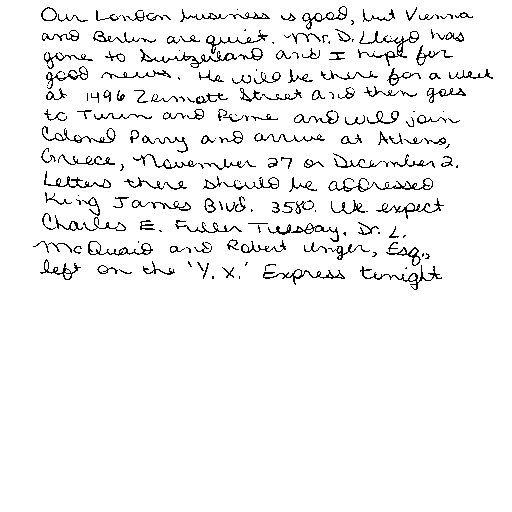 Our London business is good, but Vienna
and Berlin are quiet. Mr. D. Lloyd has
gone to Switzerland and I hope for
good news. He will be there for a week
at 1496 Zermott Street and then goes
to Turin and Rome and will join
Colonel Parry and arrive at Athens,
Greece, November 27 or December 2.
Letters there should be addressed
King James Blvd. 3580. We expect
Charles E. Fuller Tuesday. Dr. L.
McQuaid and Robert Unger, Esq.,
left on the 'Y. X.' Express tonight